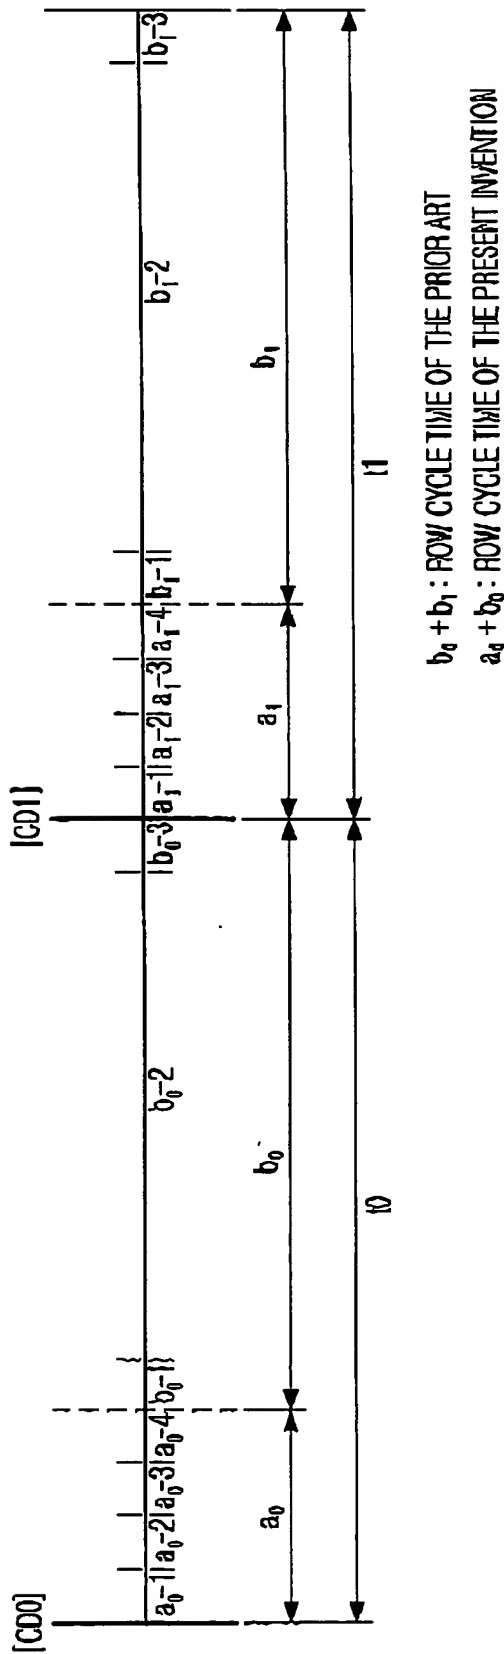 [CD0] [CD1]
a₀-1 a₀-2 a₀-3 a₀-4 b₀-1 b₀-2 b₀-3 a₁-1 a₁-2 a₁-3 a₁-4 b₁-1 b₁-2 b₁-3
a₀ b₀ a₁ b₁
t0 t1
b₀ + b₁ : ROW CYCLE TIME OF THE PRIOR ART
a₀ + b₀ : ROW CYCLE TIME OF THE PRESENT INVENTION